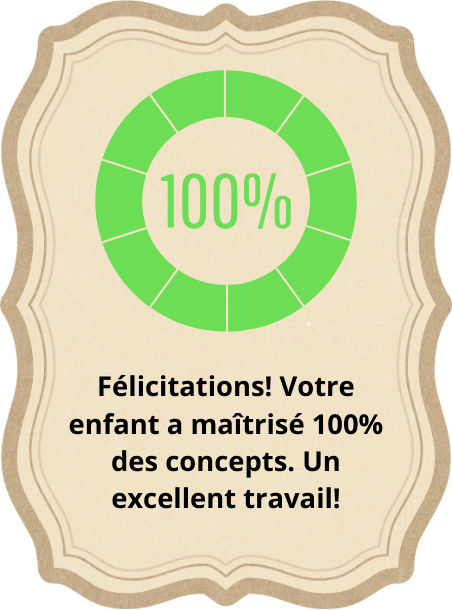 100%
Félicitations! Votre
enfant a maîtrisé 100%
des concepts. Un
excellent travail!